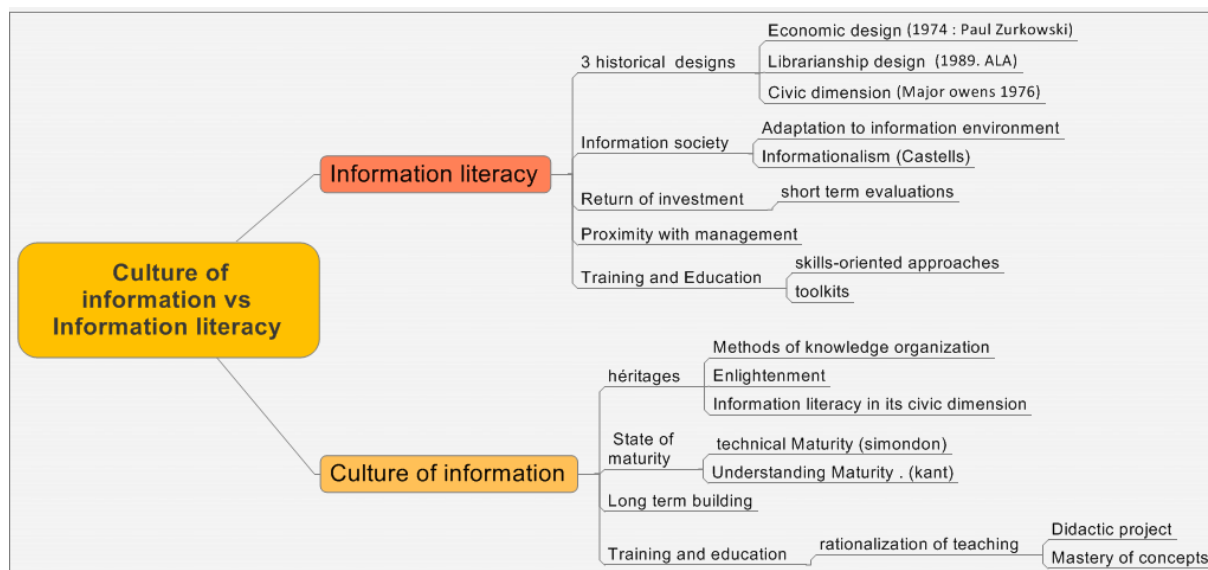 Culture of
information vs
Information literacy
Information literacy
3 historical designs
Economic design (1974 : Paul Zurkowski)
Librarianship design (1989. ALA)
Civic dimension (Major owens 1976)
Information society
Adaptation to information environment
Informationalism (Castells)
Return of investment
short term evaluations
Proximity with management
Training and Education
skills-oriented approaches
toolkits
Culture of information
héritages
Methods of knowledge organization
Enlightenment
Information literacy in its civic dimension
State of
maturity
technical Maturity (simondon)
Understanding Maturity . (kant)
Long term building
Training and education
rationalization of teaching
Didactic project
Mastery of concepts